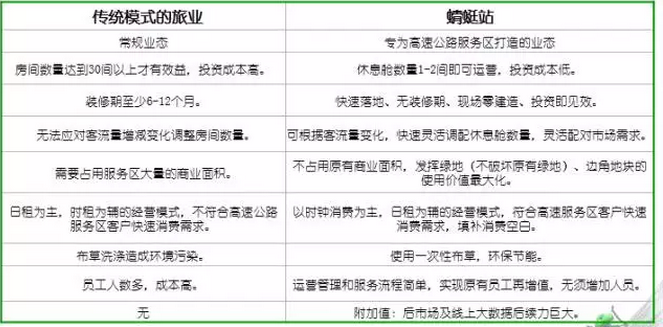 传统模式的旅业
蜻蜓站
常规业态
专为高速公路服务区打造的业态
房间数量达到30间以上才有效益，投资成本高。
休息舱数量1-2间即可运营，投资成本低。
装修期至少6-12个月。
快速落地、无装修期、现场零建造、投资即见效。
无法应对客流量增减变化调整房间数量。
可根据客流量变化，快速灵活调配休息舱数量，灵活配对市场需求。
需要占用服务区大量的商业面积。
不占用原有商业面积，发挥绿地（不破坏原有绿地）、边角地块的
使用价值最大化。
日租为主，时租为辅的经营模式，不符合高速公路
服务区客户快速消费需求。
以时钟消费为主，日租为辅的经营模式，符合高速服务区客户快速
消费需求，填补消费空白。
布草洗涤造成环境污染。
使用一次性布草，环保节能。
员工人数多，成本高。
运营管理和服务流程简单，实现原有员工再增值，无须增加人员。
无
附加值：后市场及线上大数据后续力巨大。